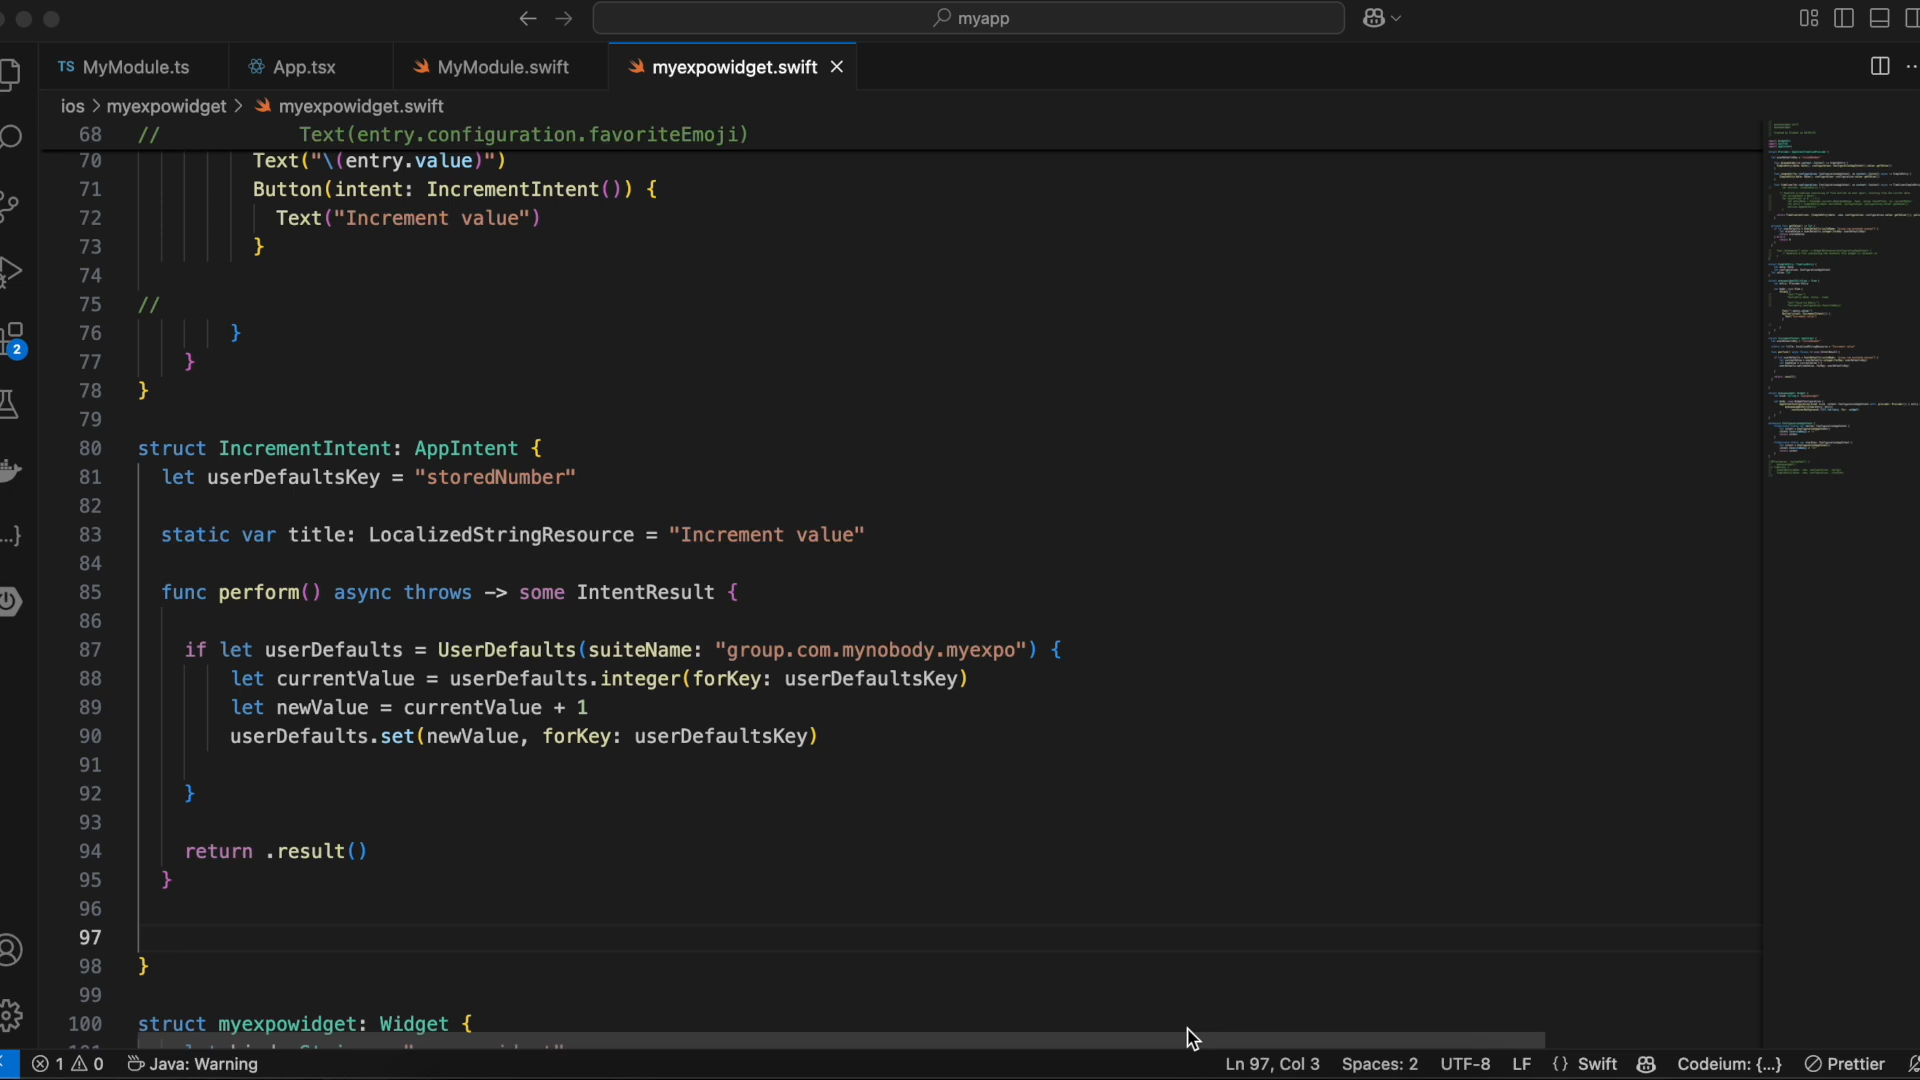 myapp
TS MyModule.ts App.tsx MyModule.swift myexpowidget.swift
ios > myexpowidget > myexpowidget.swift
68 // Text(entry.configuration.favoriteEmoji)
70 Text("\(entry.value)")
71 Button(intent: IncrementIntent()) {
72 Text("Increment value")
73 }
74
75 //
76 }
77 }
78 }
79
80 struct IncrementIntent: AppIntent {
81 let userDefaultsKey = "storedNumber"
82
83 static var title: LocalizedStringResource = "Increment value"
84
85 func perform() async throws -> some IntentResult {
86
87 if let userDefaults = UserDefaults(suiteName: "group.com.mynobody.myexpo") {
88 let currentValue = userDefaults.integer(forKey: userDefaultsKey)
89 let newValue = currentValue + 1
90 userDefaults.set(newValue, forKey: userDefaultsKey)
91
92 }
93
94 return .result()
95 }
96
97
98 }
99
100 struct myexpowidget: Widget {
2
1 0 Java: Warning Ln 97, Col 3 Spaces: 2 UTF-8 LF {} Swift Codeium: {...} Prettier